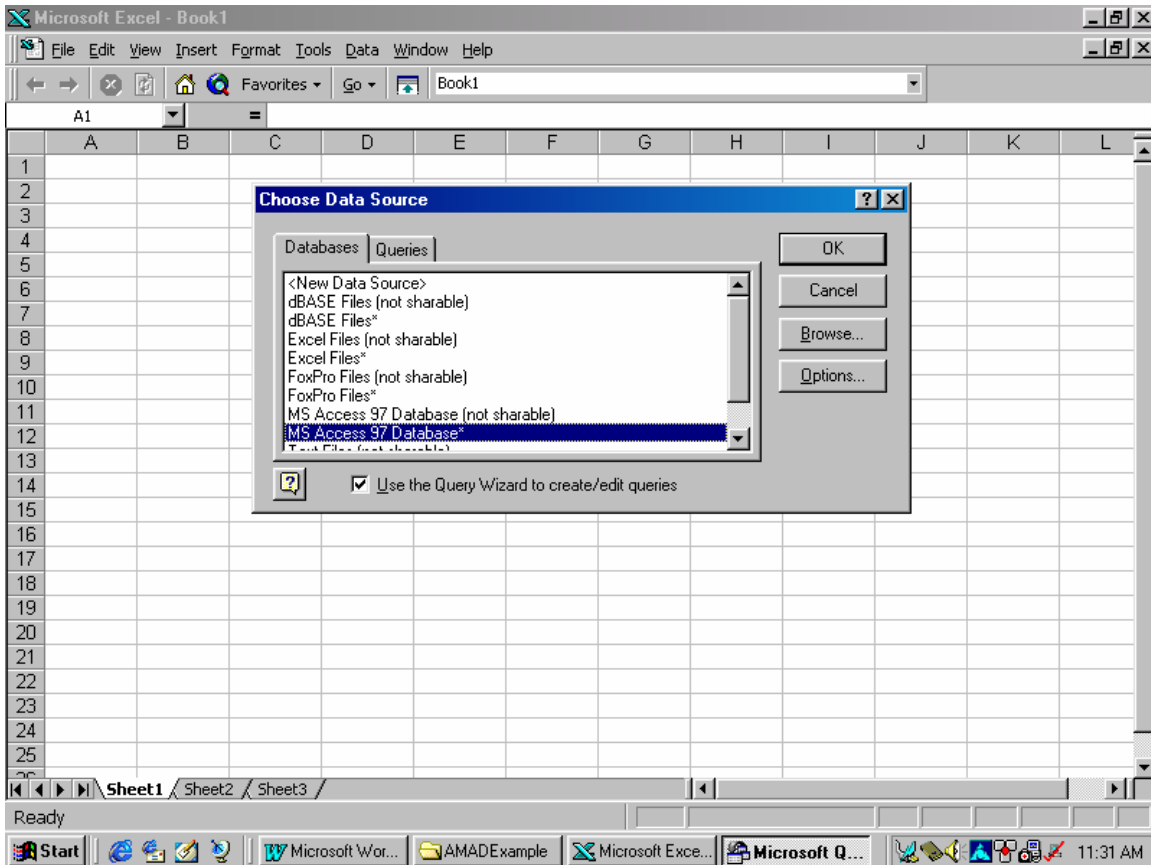 Microsoft Excel - Book1
File Edit View Insert Format Tools Data Window Help
Favorites Go Book1
A1 =
A B C D E F G H I J K L
1
2
3
4
5
6
7
8
9
10
11
12
13
14
15
16
17
18
19
20
21
22
23
24
25
26
Choose Data Source
Databases Queries
<New Data Source>
dBASE Files (not sharable)
dBASE Files*
Excel Files (not sharable)
Excel Files*
FoxPro Files (not sharable)
FoxPro Files*
MS Access 97 Database (not sharable)
MS Access 97 Database*
Text Files (not sharable)
OK
Cancel
Browse...
Options...
Use the Query Wizard to create/edit queries
Sheet1 Sheet2 Sheet3
Ready
Start Microsoft Wor... AMADExample Microsoft Exce... Microsoft Q... 11:31 AM